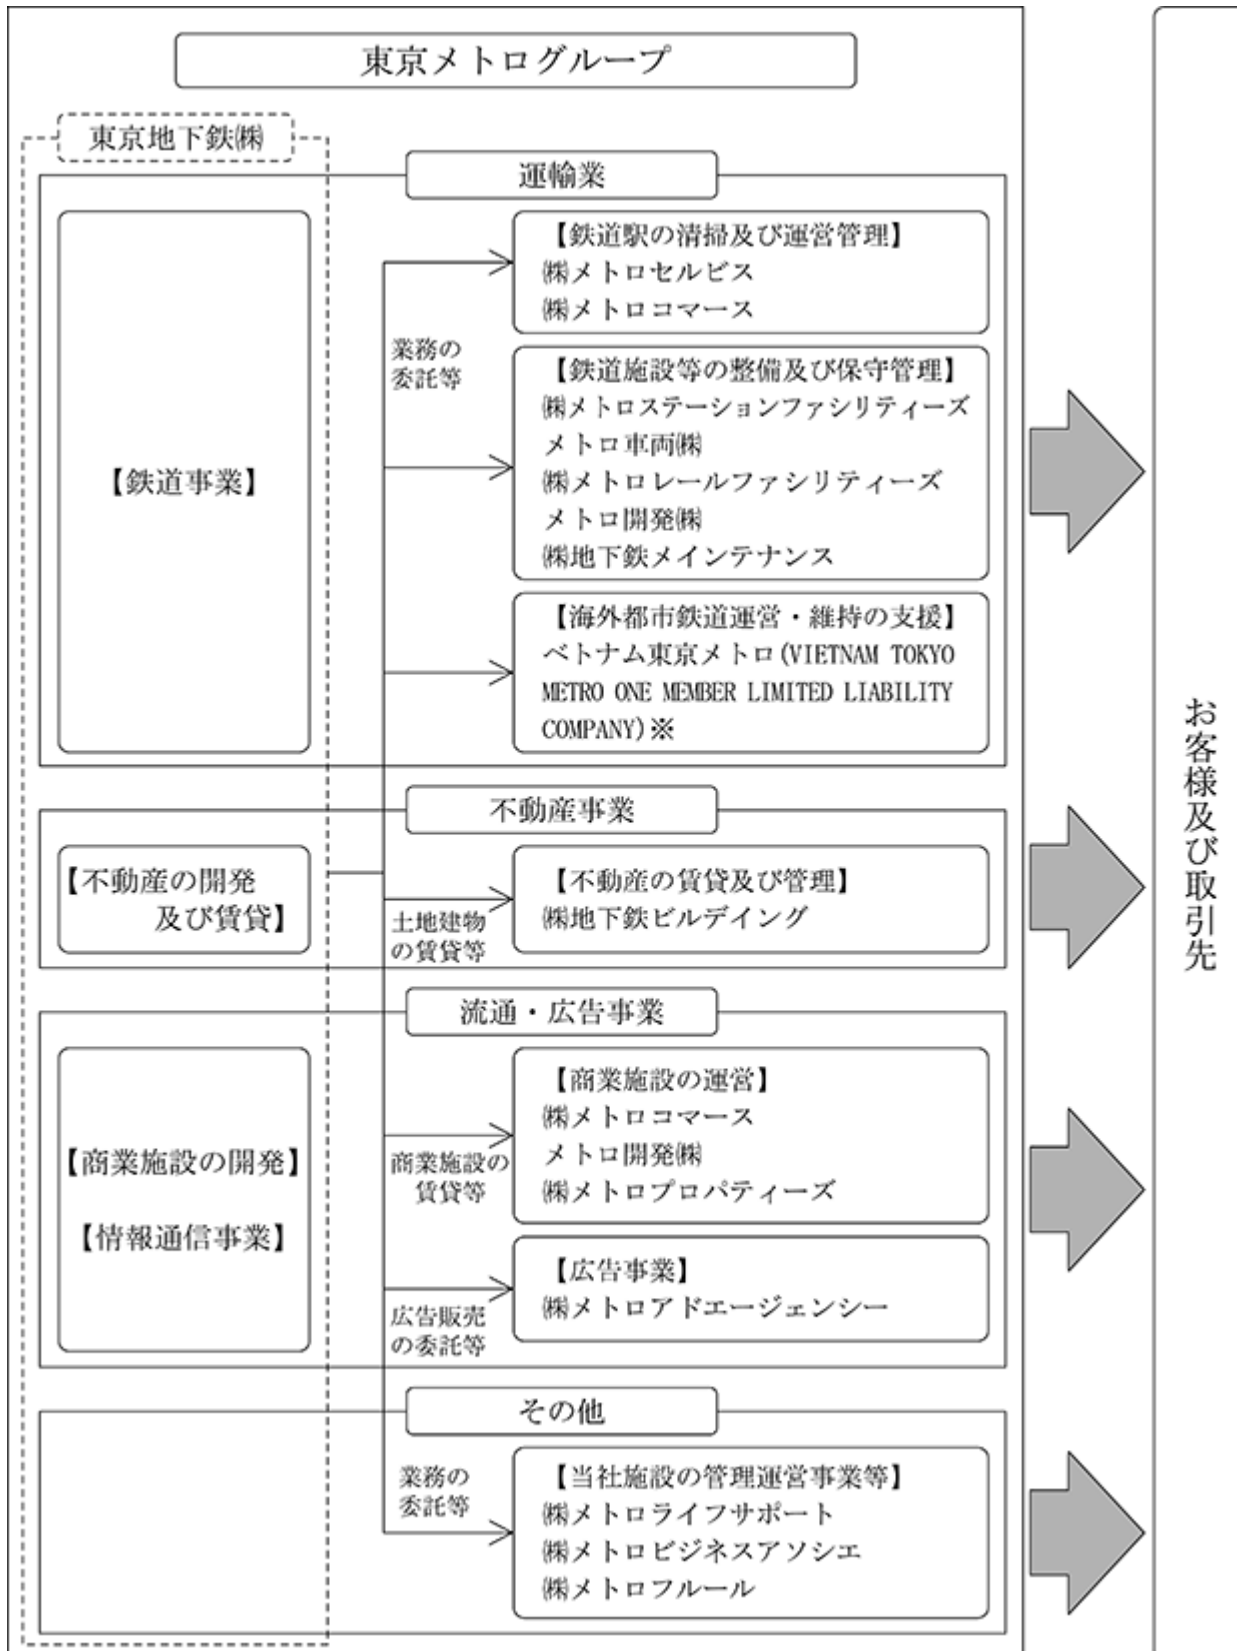 東京メトログループ
東京地下鉄㈱
運輸業
【鉄道事業】
業務の
委託等
【鉄道駅の清掃及び運営管理】
㈱メトロセルビス
㈱メトロコマース
【鉄道施設等の整備及び保守管理】
㈱メトロステーションファシリティーズ
メトロ車両㈱
㈱メトロレールファシリティーズ
メトロ開発㈱
㈱地下鉄メインテナンス
【海外都市鉄道運営・維持の支援】
ベトナム東京メトロ(VIETNAM TOKYO
METRO ONE MEMBER LIMITED LIABILITY
COMPANY)※
不動産事業
【不動産の開発
及び賃貸】
土地建物
の賃貸等
【不動産の賃貸及び管理】
㈱地下鉄ビルデイング
流通・広告事業
【商業施設の開発】
【情報通信事業】
商業施設の
賃貸等
【商業施設の運営】
㈱メトロコマース
メトロ開発㈱
㈱メトロプロパティーズ
広告販売
の委託等
【広告事業】
㈱メトロアドエージェンシー
その他
業務の
委託等
【当社施設の管理運営事業等】
㈱メトロライフサポート
㈱メトロビジネスアソシエ
㈱メトロフルール
お客様及び取引先